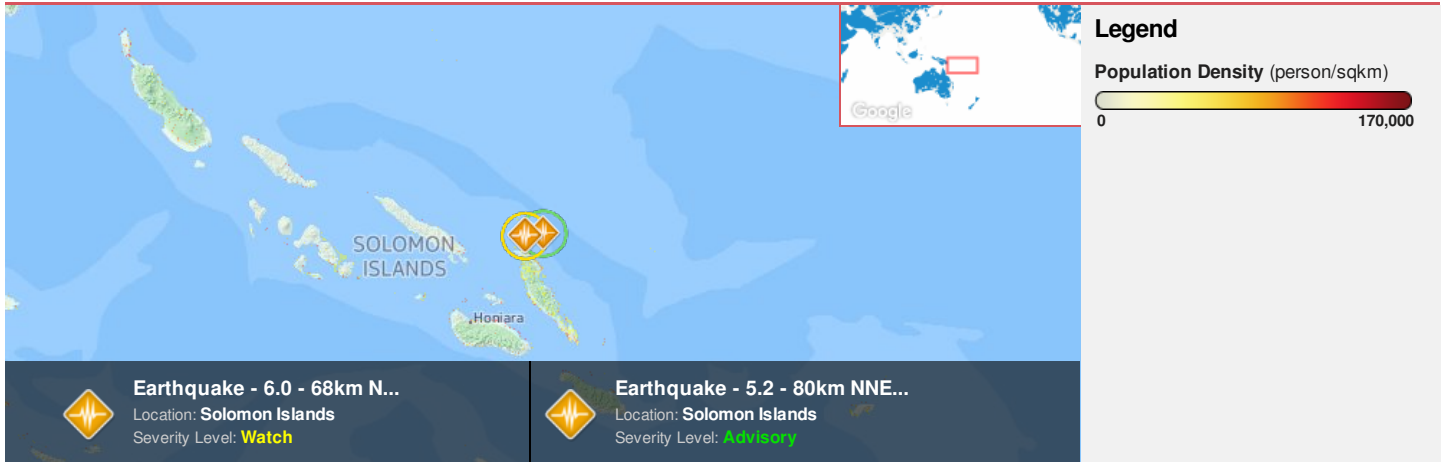 Google
SOLOMON
ISLANDS
Honiara
Earthquake - 6.0 - 68km N...
Location: Solomon Islands
Severity Level: Watch
Earthquake - 5.2 - 80km NNE...
Location: Solomon Islands
Severity Level: Advisory
Legend
Population Density (person/sqkm)
0
170,000